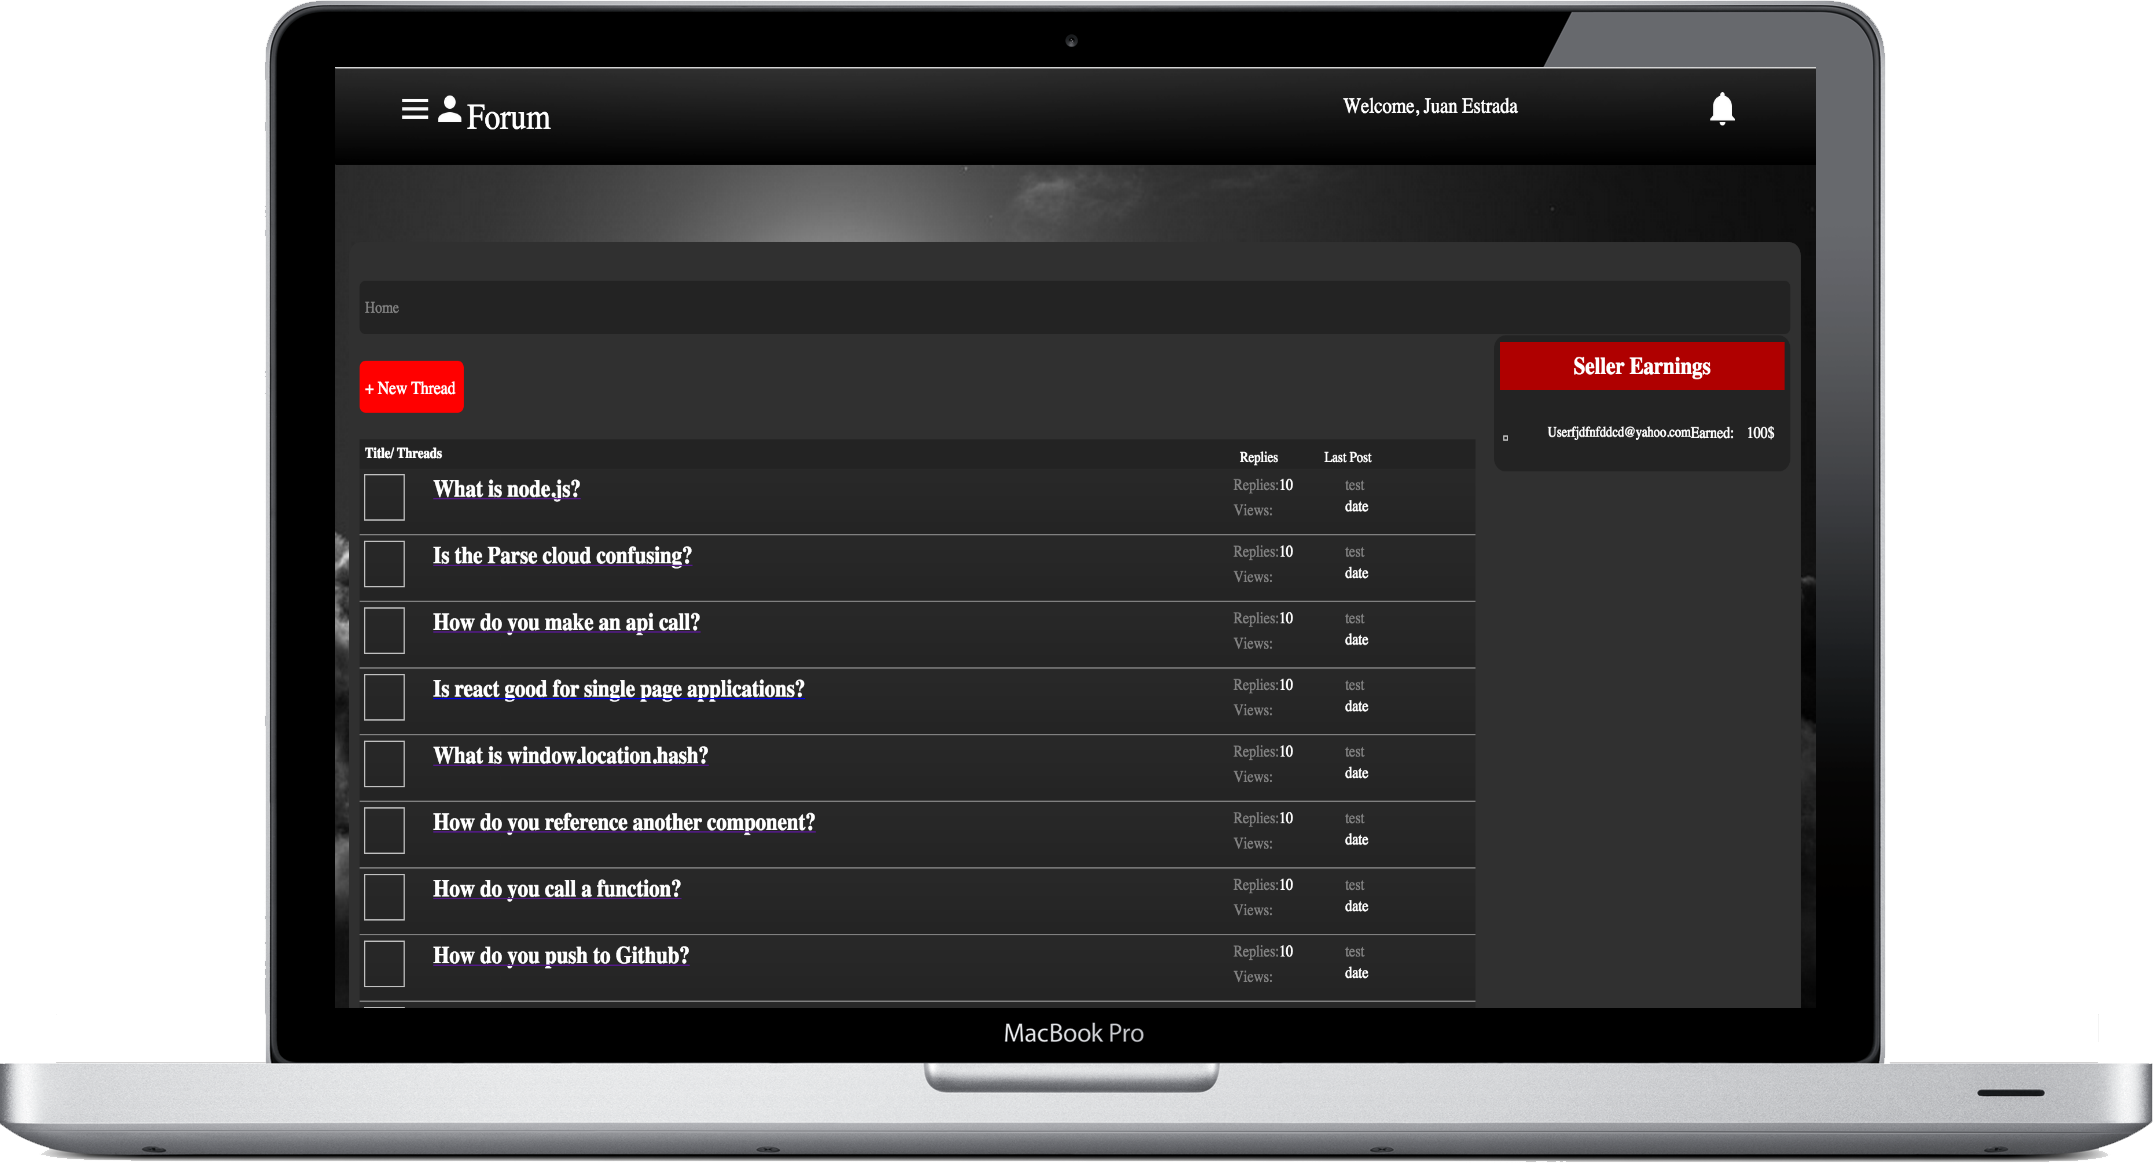 Forum
Welcome, Juan Estrada
Home
+ New Thread
Seller Earnings
Userfjdfnfddcd@yahoo.comEarned: 100$
Title/ Threads
Replies
Last Post
What is node.js?
Replies:10
test
Views:
date
Is the Parse cloud confusing?
Replies:10
test
Views:
date
How do you make an api call?
Replies:10
test
Views:
date
Is react good for single page applications?
Replies:10
test
Views:
date
What is window.location.hash?
Replies:10
test
Views:
date
How do you reference another component?
Replies:10
test
Views:
date
How do you call a function?
Replies:10
test
Views:
date
How do you push to Github?
Replies:10
test
Views:
date
MacBook Pro